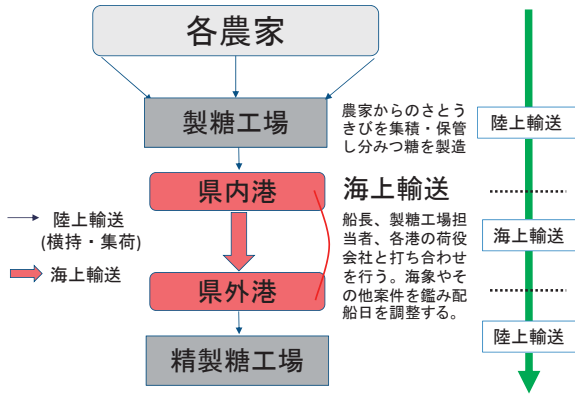 各農家
製糖工場
農家からのさとう
きびを集積・保管
し分みつ糖を製造
陸上輸送
県内港
海上輸送
船長、製糖工場担
当者、各港の荷役
会社と打ち合わせ
を行う。海象やそ
の他案件を鑑み配
船日を調整する。
海上輸送
陸上輸送
(横持・集荷)
海上輸送
県外港
陸上輸送
精製糖工場